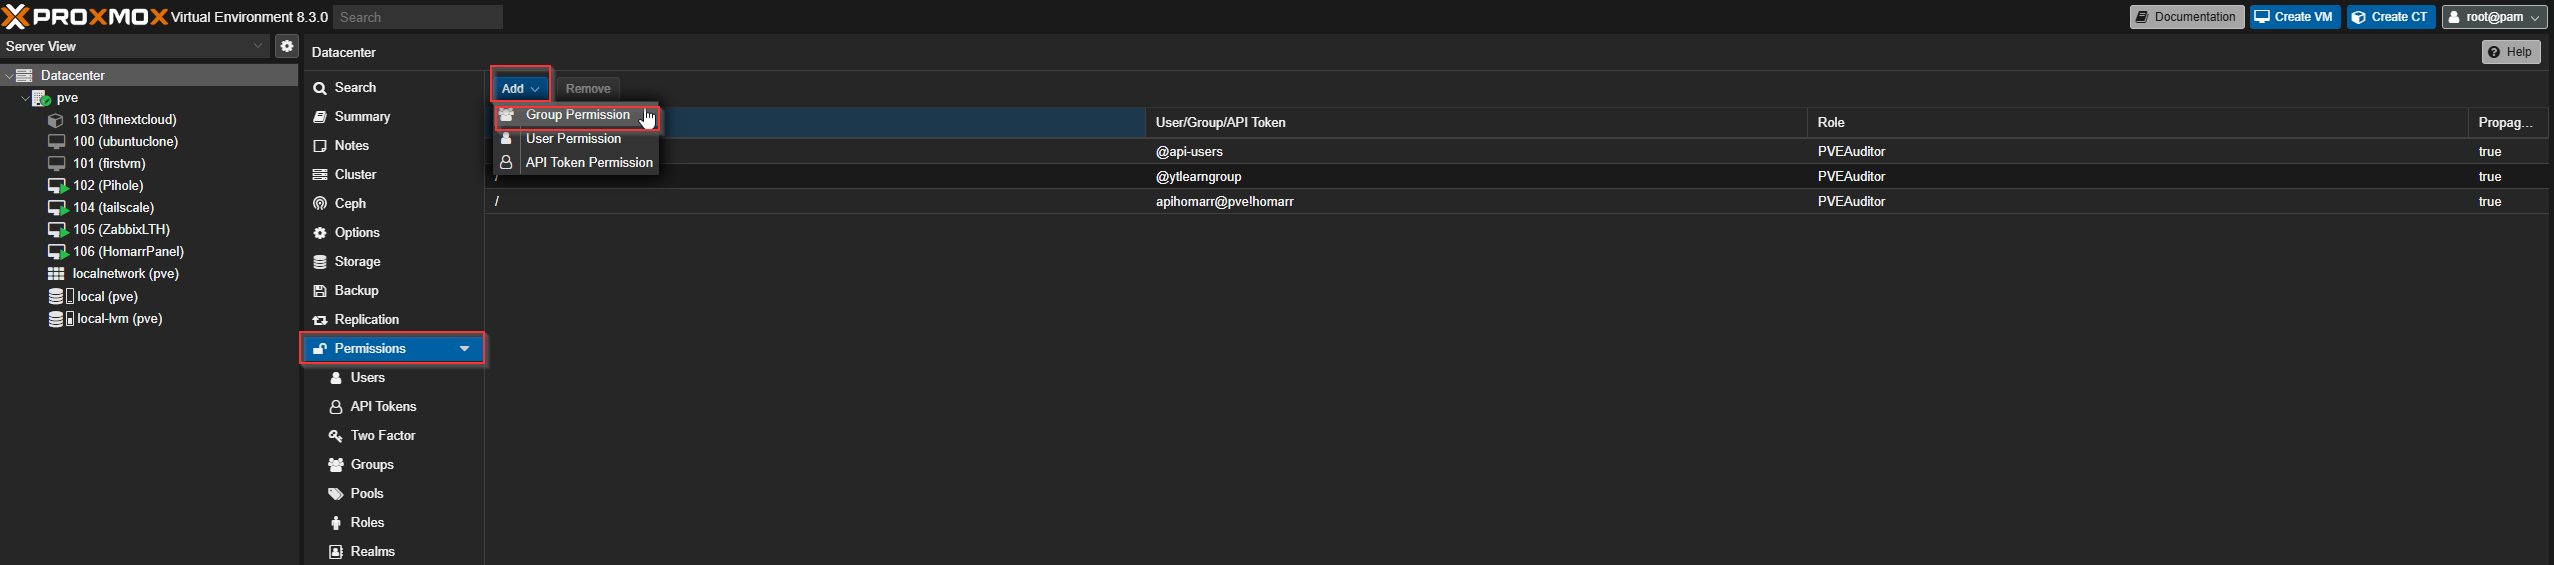 PROXMOX Virtual Environment 8.3.0 Search Documentation Create VM Create CT root@pam
Server View
Datacenter
pve
103 (lthnextcloud)
100 (ubuntuclone)
101 (firstvm)
102 (Pihole)
104 (tailscale)
105 (ZabbixLTH)
106 (HomarrPanel)
localnetwork (pve)
local (pve)
local-lvm (pve)
Datacenter Help
Search
Summary
Notes
Cluster
Ceph
Options
Storage
Backup
Replication
Permissions
Users
API Tokens
Two Factor
Groups
Pools
Roles
Realms
Add Remove
Group Permission
User Permission
API Token Permission
User/Group/API Token Role Propag...
@api-users PVEAuditor true
/ @ytlearngroup PVEAuditor true
/ apihomarr@pve!homarr PVEAuditor true